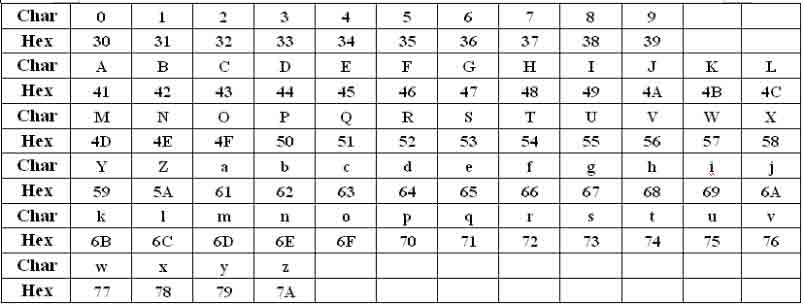 Char 0 1 2 3 4 5 6 7 8 9
Hex 30 31 32 33 34 35 36 37 38 39
Char A B C D E F G H I J K L
Hex 41 42 43 44 45 46 47 48 49 4A 4B 4C
Char M N O P Q R S T U V W X
Hex 4D 4E 4F 50 51 52 53 54 55 56 57 58
Char Y Z a b c d e f g h i j
Hex 59 5A 61 62 63 64 65 66 67 68 69 6A
Char k l m n o p q r s t u v
Hex 6B 6C 6D 6E 6F 70 71 72 73 74 75 76
Char w x y z
Hex 77 78 79 7A